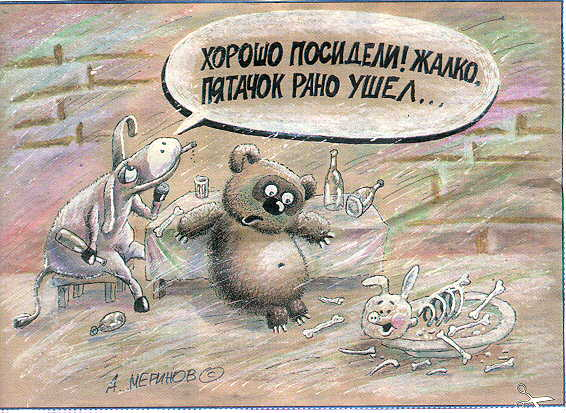 ХОРОШО ПОСИДЕЛИ! ЖАЛКО,
ПЯТАЧОК РАНО УШЕЛ...
А. МЕРИНОВ ©